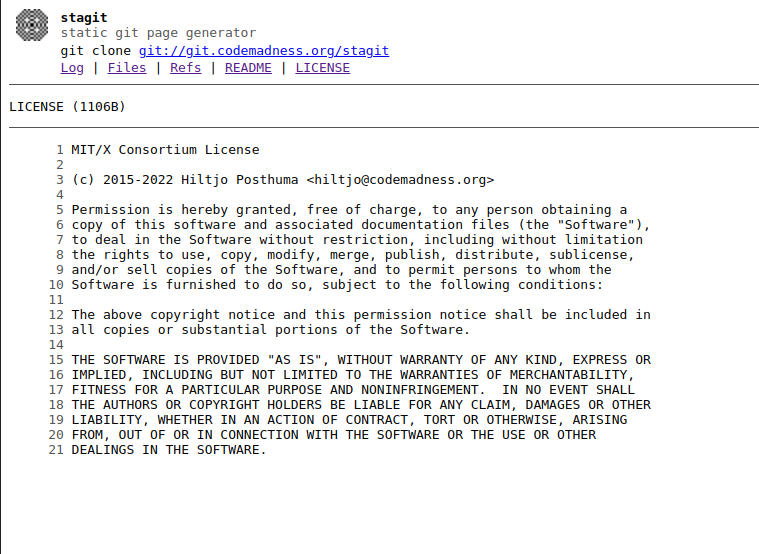 stagit
static git page generator
git clone git://git.codemadness.org/stagit
Log | Files | Refs | README | LICENSE
LICENSE (1106B)
1 MIT/X Consortium License
2
3 (c) 2015-2022 Hiltjo Posthuma <hiltjo@codemadness.org>
4
5 Permission is hereby granted, free of charge, to any person obtaining a
6 copy of this software and associated documentation files (the "Software"),
7 to deal in the Software without restriction, including without limitation
8 the rights to use, copy, modify, merge, publish, distribute, sublicense,
9 and/or sell copies of the Software, and to permit persons to whom the
10 Software is furnished to do so, subject to the following conditions:
11
12 The above copyright notice and this permission notice shall be included in
13 all copies or substantial portions of the Software.
14
15 THE SOFTWARE IS PROVIDED "AS IS", WITHOUT WARRANTY OF ANY KIND, EXPRESS OR
16 IMPLIED, INCLUDING BUT NOT LIMITED TO THE WARRANTIES OF MERCHANTABILITY,
17 FITNESS FOR A PARTICULAR PURPOSE AND NONINFRINGEMENT.  IN NO EVENT SHALL
18 THE AUTHORS OR COPYRIGHT HOLDERS BE LIABLE FOR ANY CLAIM, DAMAGES OR OTHER
19 LIABILITY, WHETHER IN AN ACTION OF CONTRACT, TORT OR OTHERWISE, ARISING
20 FROM, OUT OF OR IN CONNECTION WITH THE SOFTWARE OR THE USE OR OTHER
21 DEALINGS IN THE SOFTWARE.